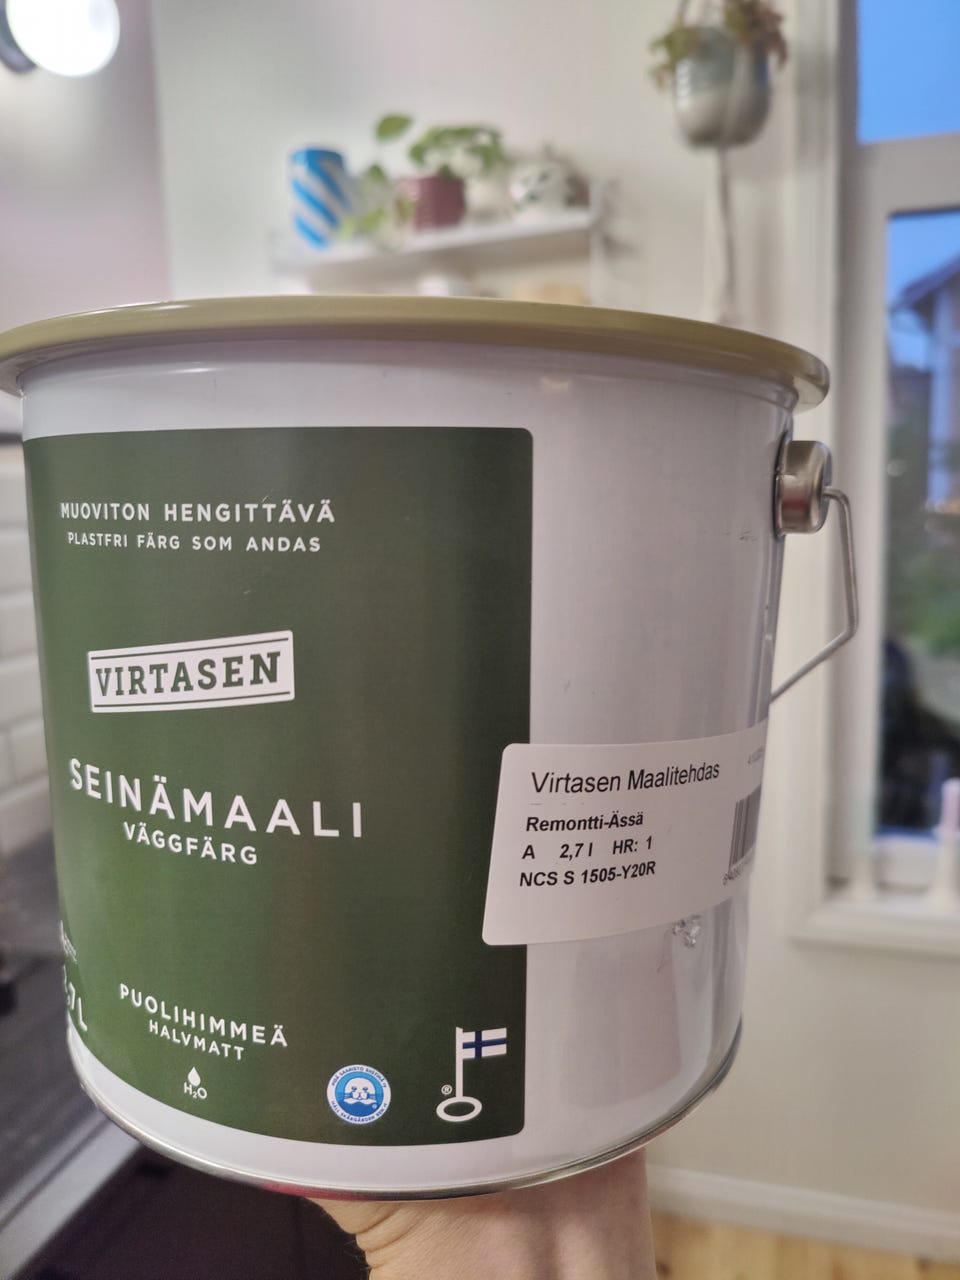 MUOVITON HENGITTÄVÄ
PLASTFRI FÄRG SOM ANDAS
VIRTASEN
SEINÄMAALI
VÄGGFÄRG
PUOLIHIMMEÄ
HALVMATT
H₂O
®
Virtasen Maalitehdas
Remontti-Ässä
A 2,7 l HR: 1
NCS S 1505-Y20R